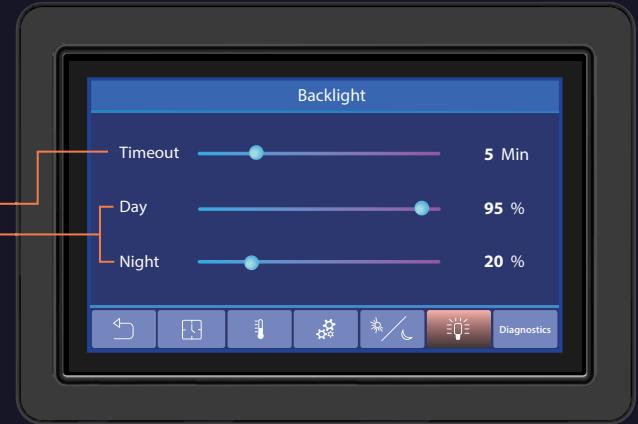 Backlight
Timeout 5 Min
Day 95 %
Night 20 %
Diagnostics